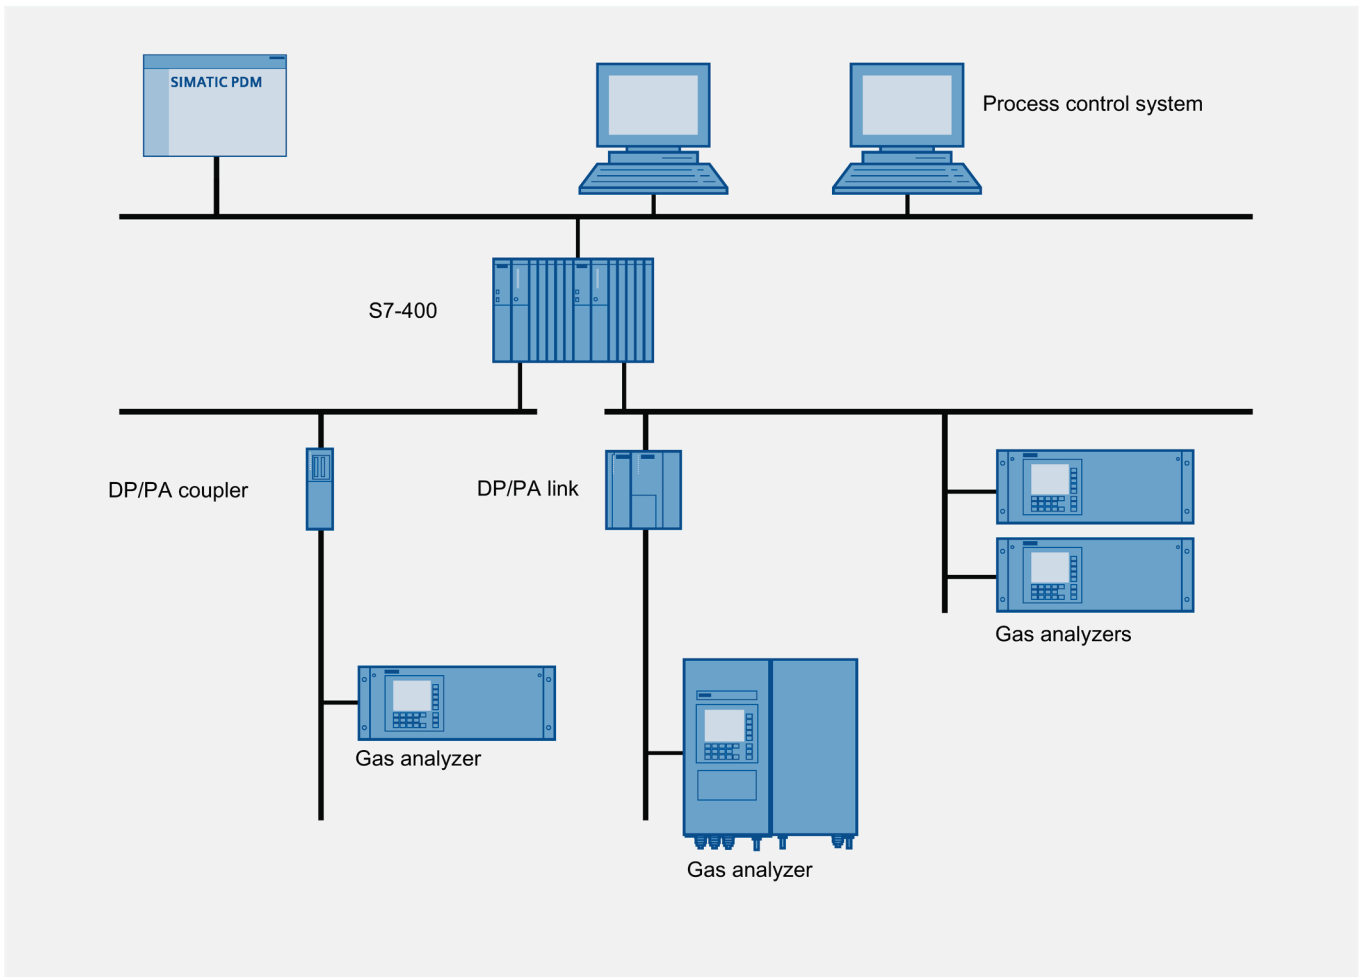 SIMATIC PDM
Process control system
S7-400
DP/PA coupler
DP/PA link
Gas analyzers
Gas analyzer
Gas analyzer